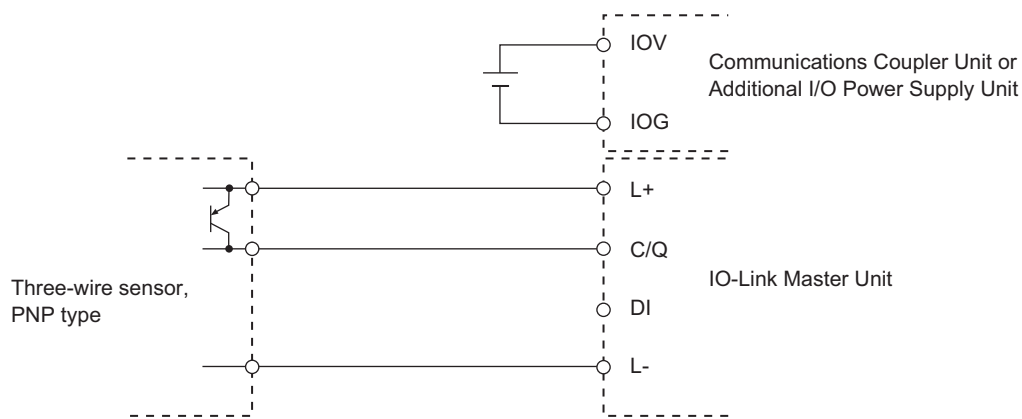 IOV
Communications Coupler Unit or
Additional I/O Power Supply Unit
IOG
L+
C/Q
IO-Link Master Unit
Three-wire sensor,
PNP type
DI
L-